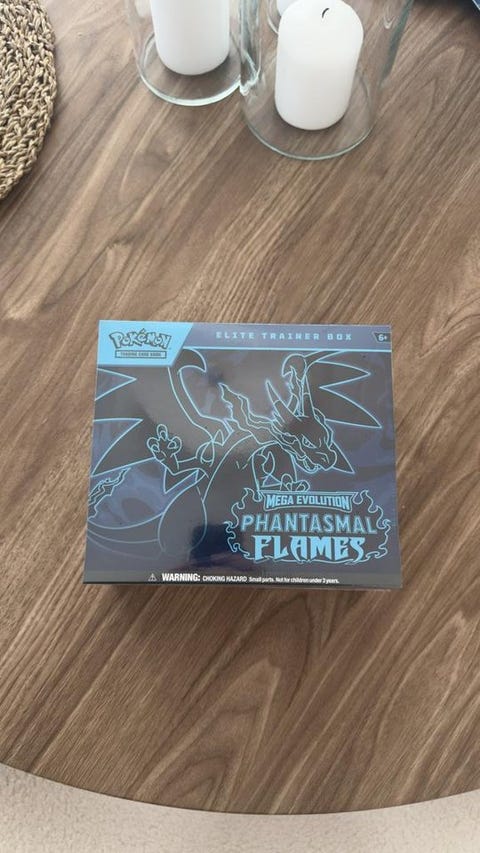 Pokémon
TRADING CARD GAME
ELITE TRAINER BOX
6+
MEGA EVOLUTION
PHANTASMAL
FLAMES
WARNING: CHOKING HAZARD Small parts. Not for children under 3 years.